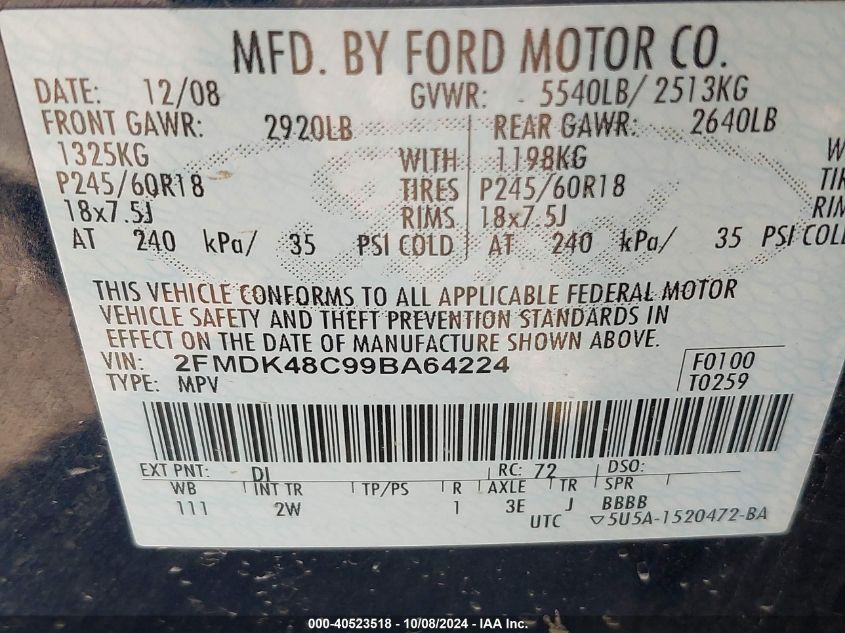 MFD. BY FORD MOTOR CO.
DATE: 12/08 GVWR: 5540LB/ 2513KG
FRONT GAWR: 2920LB REAR GAWR: 2640LB
1325KG WITH 1198KG W
P245/60R18 TIRES P245/60R18 TIR
18x7.5J RIMS 18x7.5J RIM
AT 240 kPa/ 35 PSI COLD AT 240 kPa/ 35 PSI COL
THIS VEHICLE CONFORMS TO ALL APPLICABLE FEDERAL MOTOR
VEHICLE SAFETY AND THEFT PREVENTION STANDARDS IN
EFFECT ON THE DATE OF MANUFACTURE SHOWN ABOVE.
VIN: 2FMDK48C99BA64224 F0100
TYPE: MPV T0259
EXT PNT: DI RC: 72 DSO:
WB INT TR TP/PS R AXLE TR SPR
111 2W 1 3E J BBBB
UTC ▽5U5A-1520472-BA
000-40523518 - 10/08/2024 - IAA Inc.